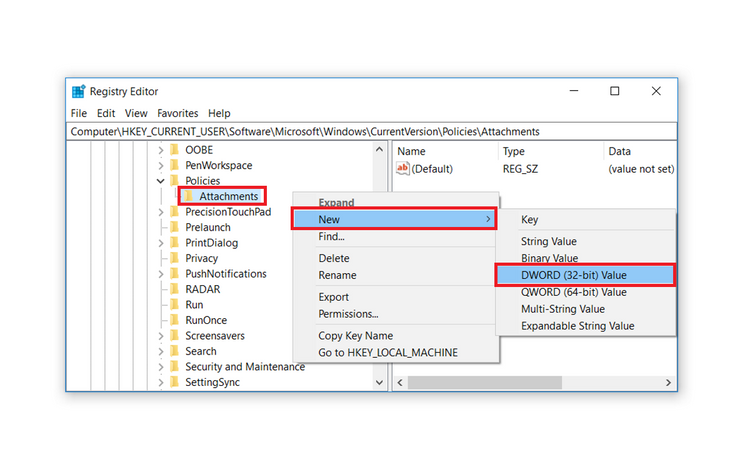 Registry Editor
File Edit View Favorites Help
Computer\HKEY_CURRENT_USER\Software\Microsoft\Windows\CurrentVersion\Policies\Attachments
OOBE
PenWorkspace
Policies
Attachments
PrecisionTouchPad
Prelaunch
PrintDialog
Privacy
PushNotifications
RADAR
Run
RunOnce
Screensavers
Search
Security and Maintenance
SettingSync
Name Type Data
ab (Default) REG_SZ (value not set)
Expand
New
Find...
Delete
Rename
Export
Permissions...
Copy Key Name
Go to HKEY_LOCAL_MACHINE
Key
String Value
Binary Value
DWORD (32-bit) Value
QWORD (64-bit) Value
Multi-String Value
Expandable String Value